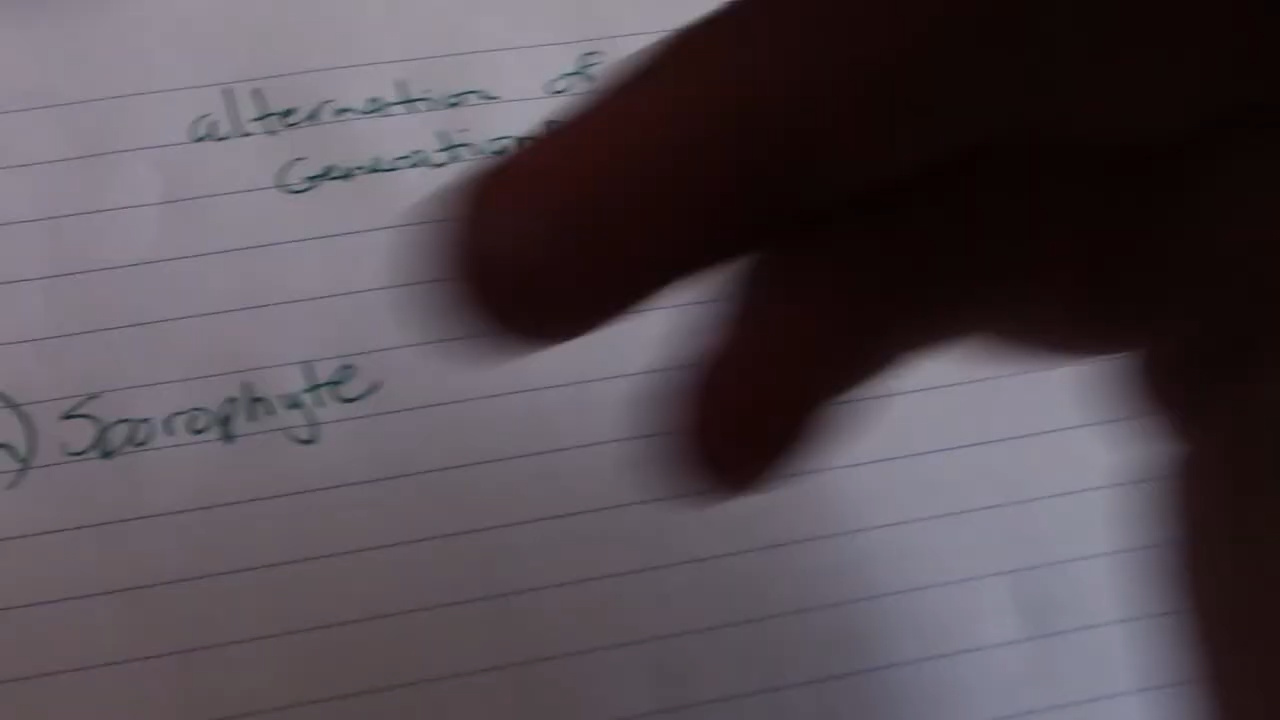 alternation of
Generation
) Sporophyte